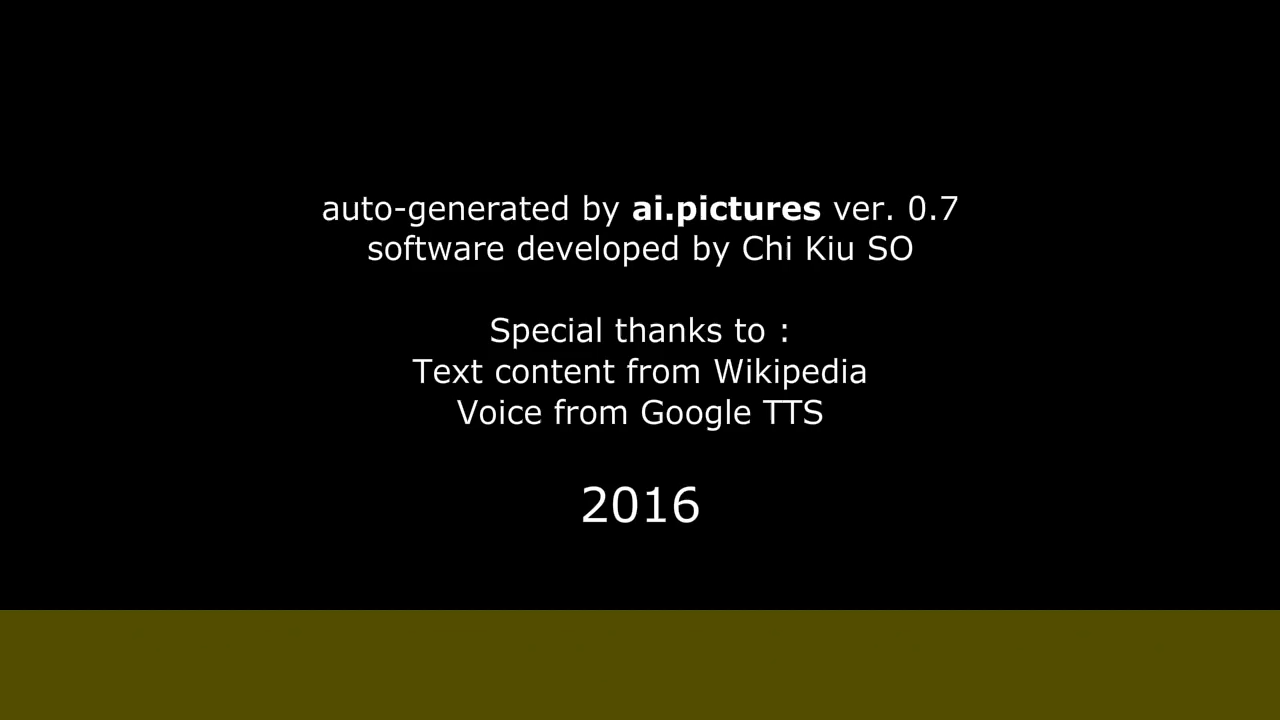 auto-generated by ai.pictures ver. 0.7
software developed by Chi Kiu SO
Special thanks to :
Text content from Wikipedia
Voice from Google TTS
2016